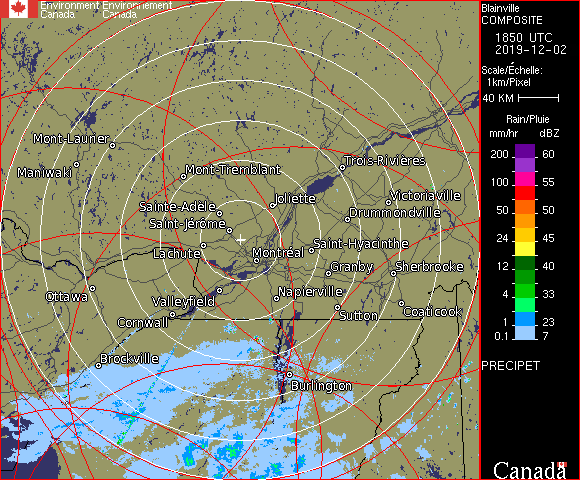 Environment Environnement
Canada Canada
Blainville
COMPOSITE
1850 UTC
2019-12-02
Scale/Échelle:
1km/Pixel
40 KM
Rain/Pluie
mm/hr dBZ
200 60
100 55
50 50
24 45
12 40
4 33
1 23
0.1 7
PRECIPET
Canada
Mont-Laurier
Maniwaki
Mont-Tremblant
Trois-Rivières
Joliette
Victoriaville
Sainte-Adèle
Drummondville
Saint-Jérôme
Lachute
Saint-Hyacinthe
Montréal
Granby
Sherbrooke
Ottawa
Valleyfield
Napierville
Cornwall
Sutton
Coaticook
Brockville
Burlington